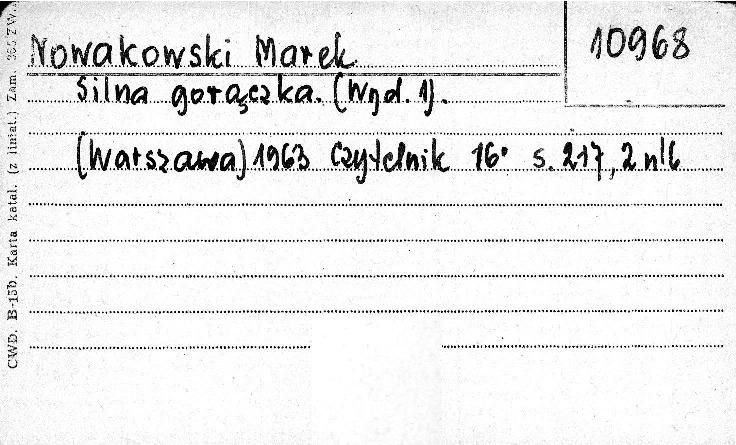 Nowakowski Marek
10968
Silna gorączka. (Wyd. 1).
(Warszawa) 1963 Czytelnik 16° s. 217, 2 nlb
CWD. B-15b. Karta katal. (z liniat.) Zam.